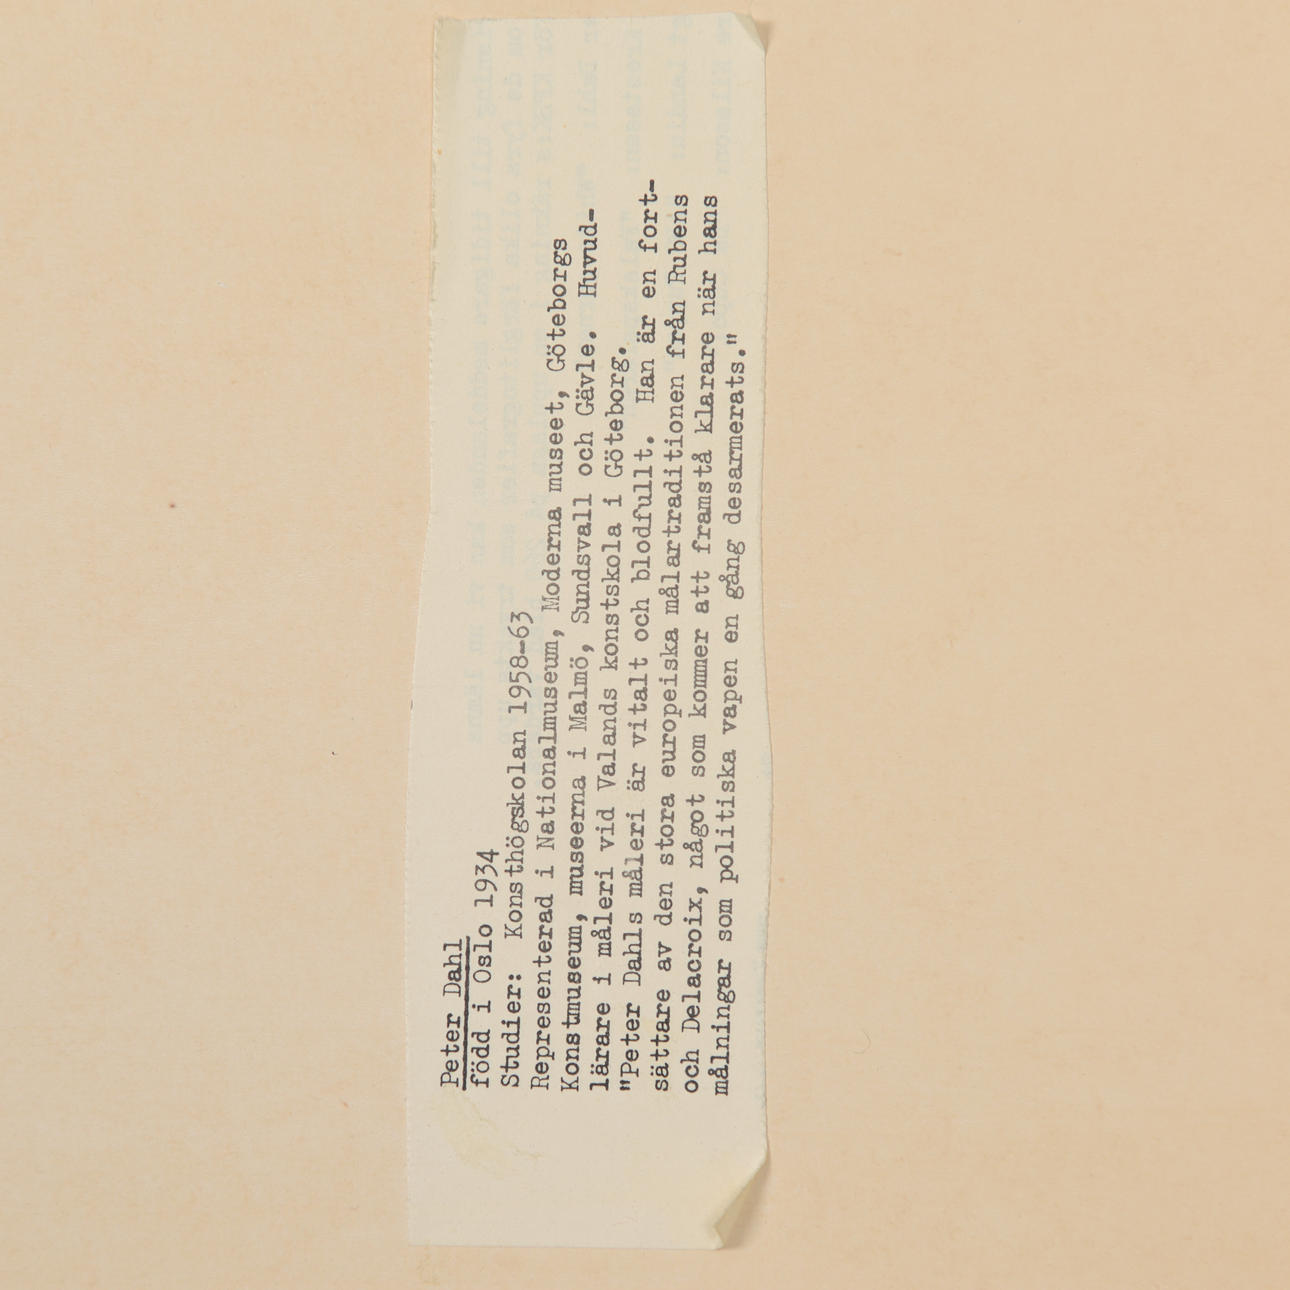 Peter Dahl
född i Oslo 1934
Studier: Konsthögskolan 1958-63
Representerad i Nationalmuseum, Moderna museet, Göteborgs
Konstmuseum, museerna i Malmö, Sundsvall och Gävle. Huvud-
lärare i måleri vid Valands konstskola i Göteborg.
"Peter Dahls måleri är vitalt och blodfullt. Han är en fort-
sättare av den stora europeiska målartraditionen från Rubens
och Delacroix, något som kommer att framstå klarare när hans
målningar som politiska vapen en gång desarmerats."